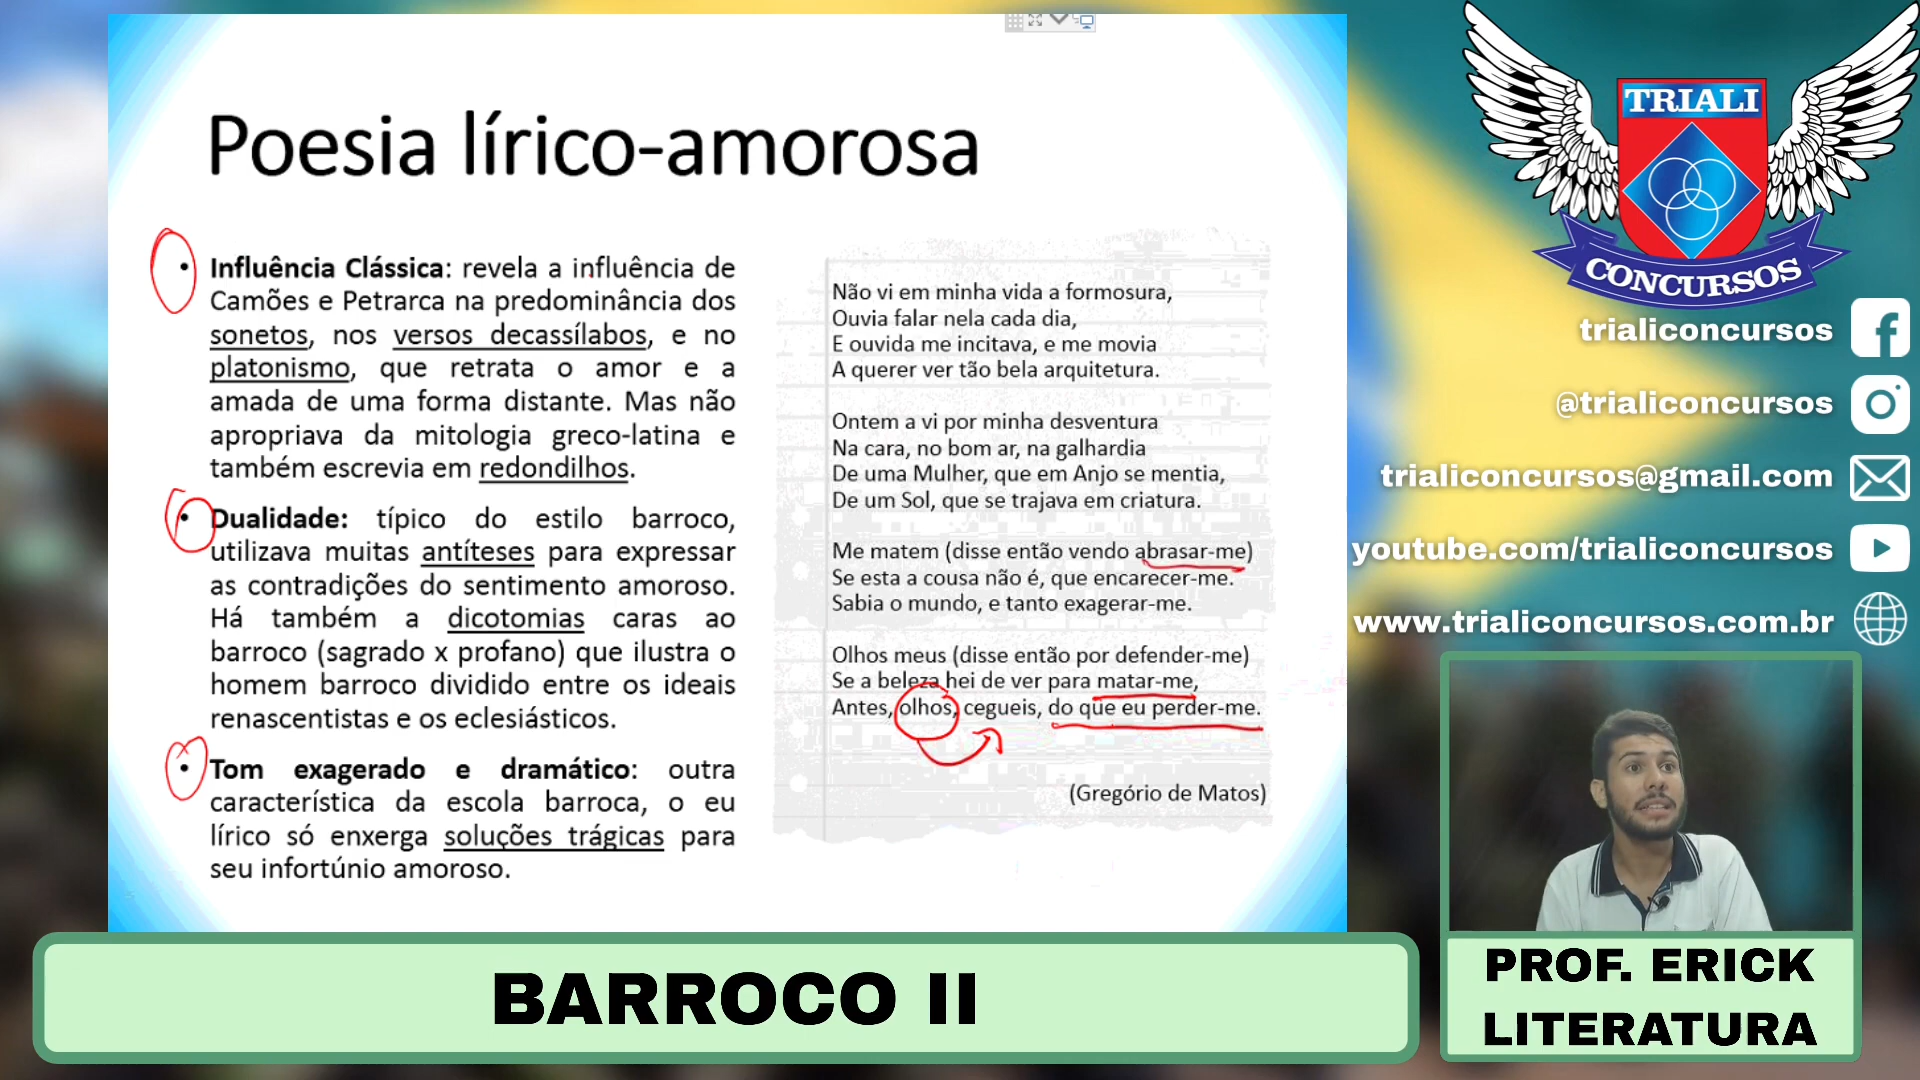 Poesia lírico-amorosa
• Influência Clássica: revela a influência de
Camões e Petrarca na predominância dos
sonetos, nos versos decassílabos, e no
platonismo, que retrata o amor e a
amada de uma forma distante. Mas não
apropriava da mitologia greco-latina e
também escrevia em redondilhos.
• Dualidade: típico do estilo barroco,
utilizava muitas antíteses para expressar
as contradições do sentimento amoroso.
Há também a dicotomias caras ao
barroco (sagrado x profano) que ilustra o
homem barroco dividido entre os ideais
renascentistas e os eclesiásticos.
• Tom exagerado e dramático: outra
característica da escola barroca, o eu
lírico só enxerga soluções trágicas para
seu infortúnio amoroso.
Não vi em minha vida a formosura,
Ouvia falar nela cada dia,
E ouvida me incitava, e me movia
A querer ver tão bela arquitetura.
Ontem a vi por minha desventura
Na cara, no bom ar, na galhardia
De uma Mulher, que em Anjo se mentia,
De um Sol, que se trajava em criatura.
Me matem (disse então vendo abrasar-me)
Se esta a cousa não é, que encarecer-me.
Sabia o mundo, e tanto exagerar-me.
Olhos meus (disse então por defender-me)
Se a beleza hei de ver para matar-me,
Antes, olhos, cegueis, do que eu perder-me.
(Gregório de Matos)
TRIALI
CONCURSOS
trialiconcursos
@trialiconcursos
trialiconcursos@gmail.com
youtube.com/trialiconcursos
www.trialiconcursos.com.br
BARROCO II
PROF. ERICK
LITERATURA